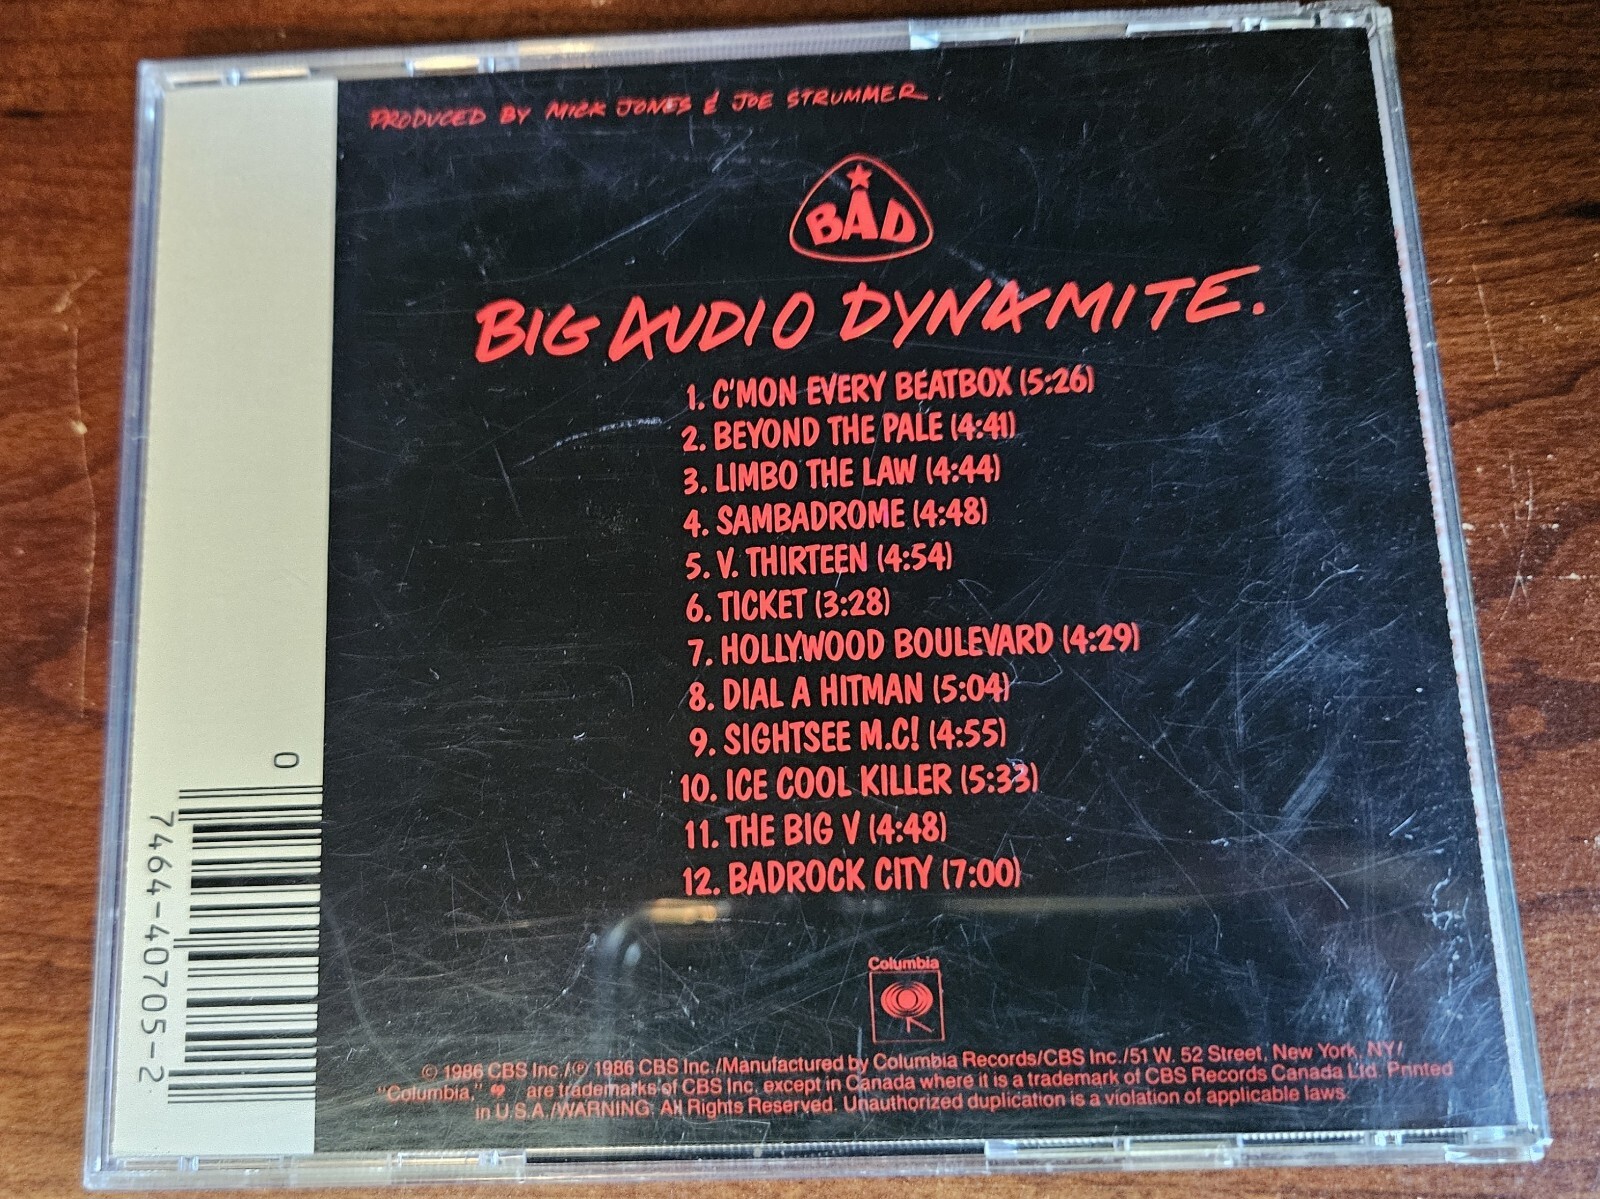 PRODUCED BY MICK JONES & JOE STRUMMER.
BAD
BIG AUDIO DYNAMITE.
1. C'MON EVERY BEATBOX (5:26)
2. BEYOND THE PALE (4:41)
3. LIMBO THE LAW (4:44)
4. SAMBADROME (4:48)
5. V. THIRTEEN (4:54)
6. TICKET (3:28)
7. HOLLYWOOD BOULEVARD (4:29)
8. DIAL A HITMAN (5:04)
9. SIGHTSEE M.C! (4:55)
10. ICE COOL KILLER (5:33)
11. THE BIG V (4:48)
12. BADROCK CITY (7:00)
Columbia
© 1986 CBS Inc./℗ 1986 CBS Inc./Manufactured by Columbia Records/CBS Inc./51 W. 52 Street, New York, NY/
"Columbia," are trademarks of CBS Inc. except in Canada where it is a trademark of CBS Records Canada Ltd. Printed
in U.S.A./WARNING: All Rights Reserved. Unauthorized duplication is a violation of applicable laws.
0
7464-40705-2